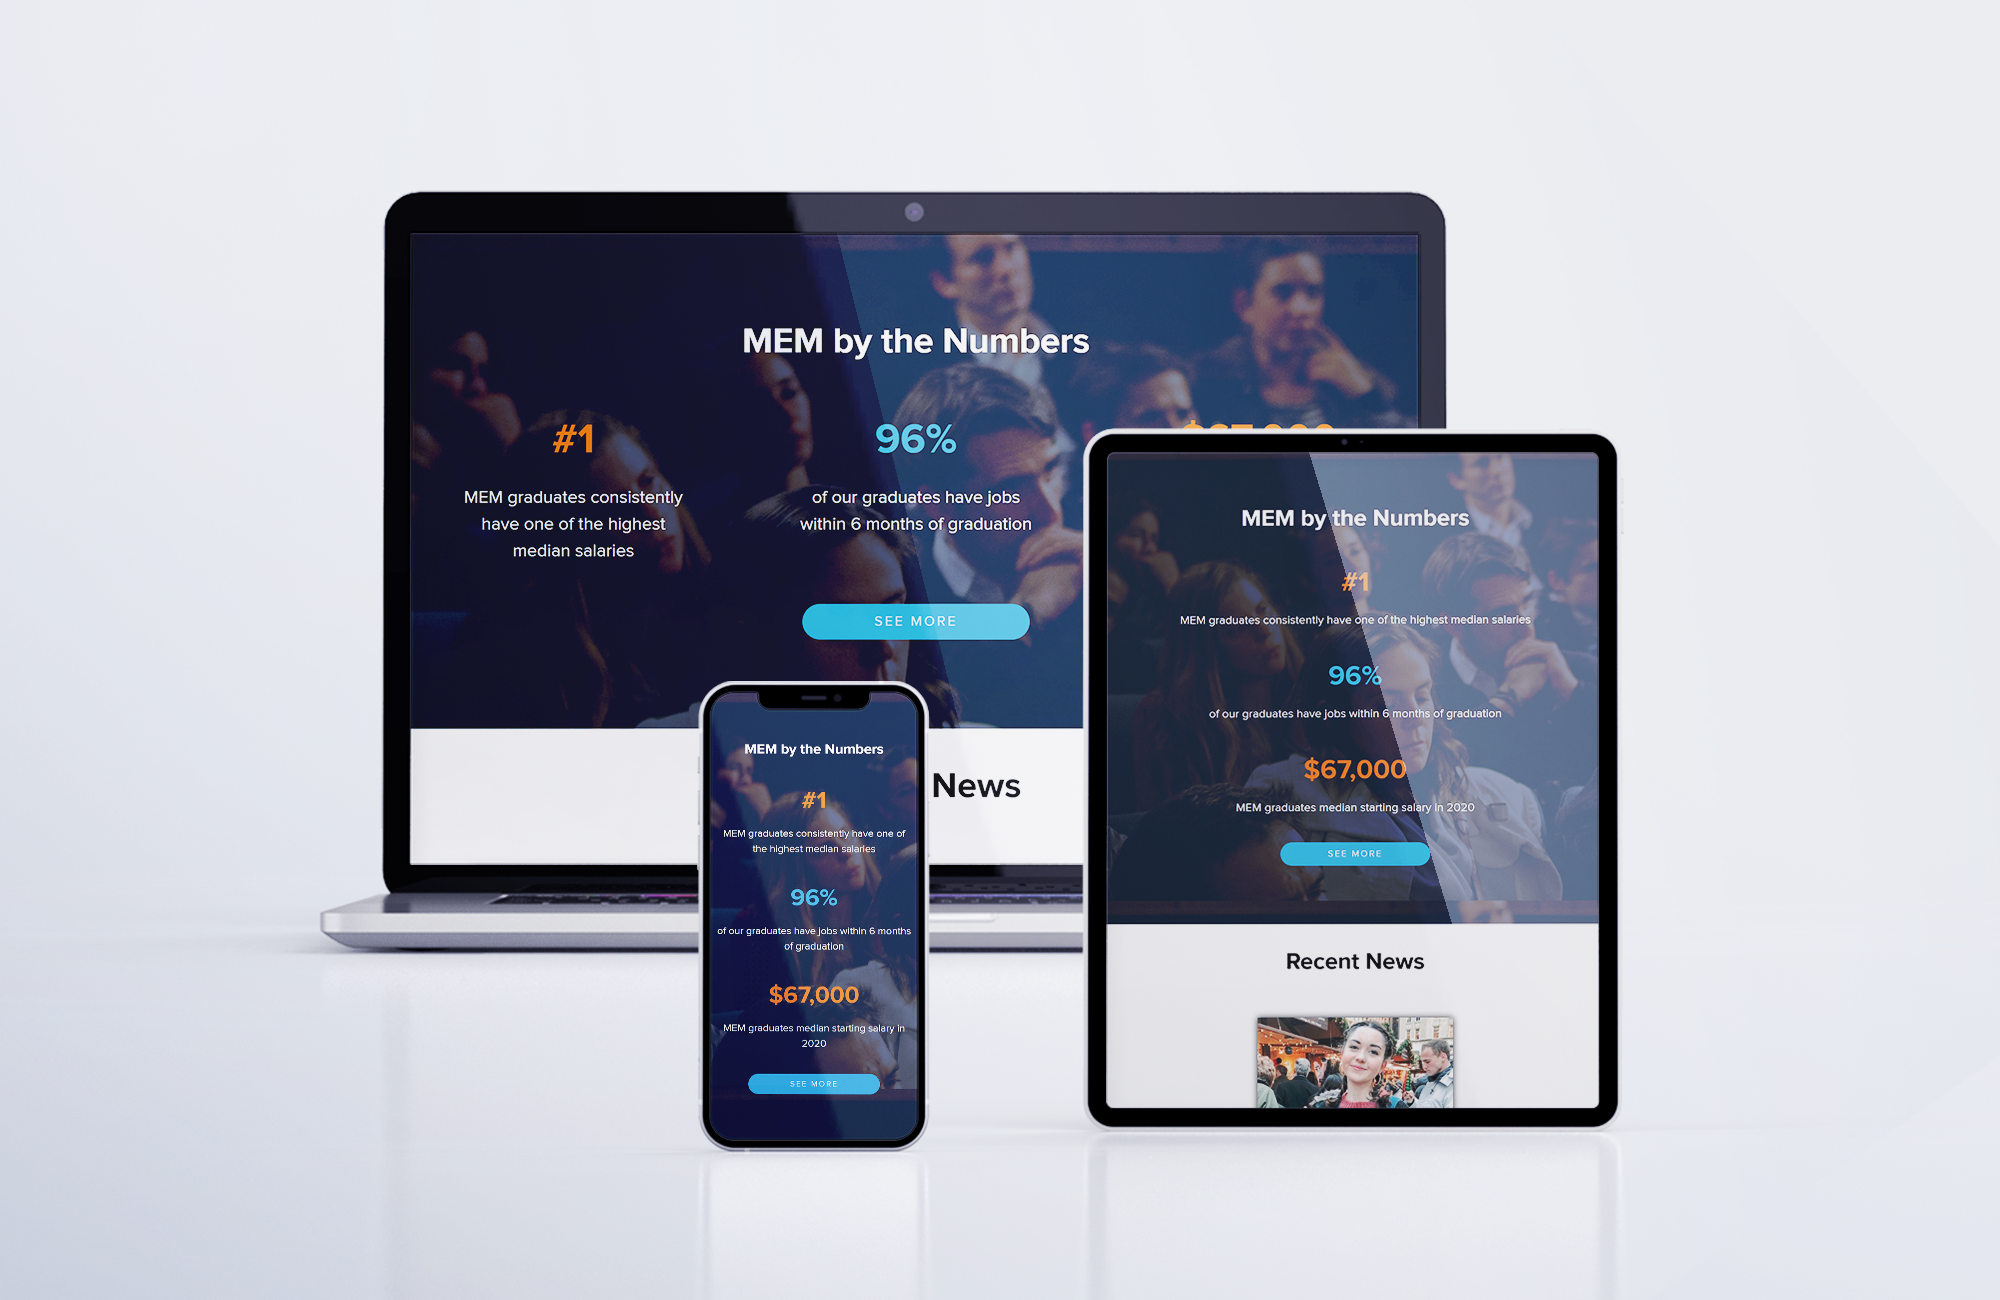 MEM by the Numbers
#1
96%
$67,000
MEM graduates consistently
have one of the highest
median salaries
of our graduates have jobs
within 6 months of graduation
SEE MORE
News
MEM by the Numbers
#1
MEM graduates consistently have one of
the highest median salaries
96%
of our graduates have jobs within 6 months
of graduation
$67,000
MEM graduates median starting salary in
2020
SEE MORE
MEM by the Numbers
#1
MEM graduates consistently have one of the highest median salaries
96%
of our graduates have jobs within 6 months of graduation
$67,000
MEM graduates median starting salary in 2020
SEE MORE
Recent News